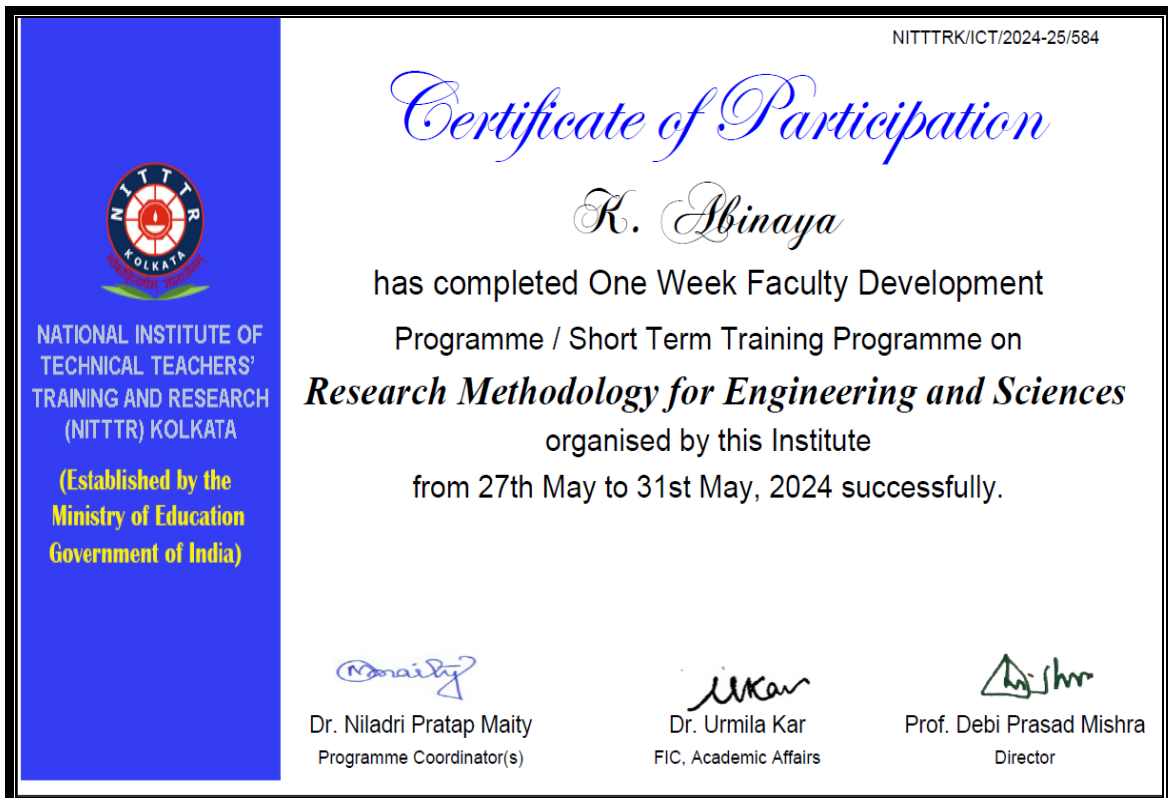 NITTTRK/ICT/2024-25/584
Certificate of Participation
K. Abinaya
has completed One Week Faculty Development
Programme / Short Term Training Programme on
Research Methodology for Engineering and Sciences
organised by this Institute
from 27th May to 31st May, 2024 successfully.
NITTTR
KOLKATA
NATIONAL INSTITUTE OF
TECHNICAL TEACHERS'
TRAINING AND RESEARCH
(NITTTR) KOLKATA
(Established by the
Ministry of Education
Government of India)
Dr. Niladri Pratap Maity
Programme Coordinator(s)
Dr. Urmila Kar
FIC, Academic Affairs
Prof. Debi Prasad Mishra
Director